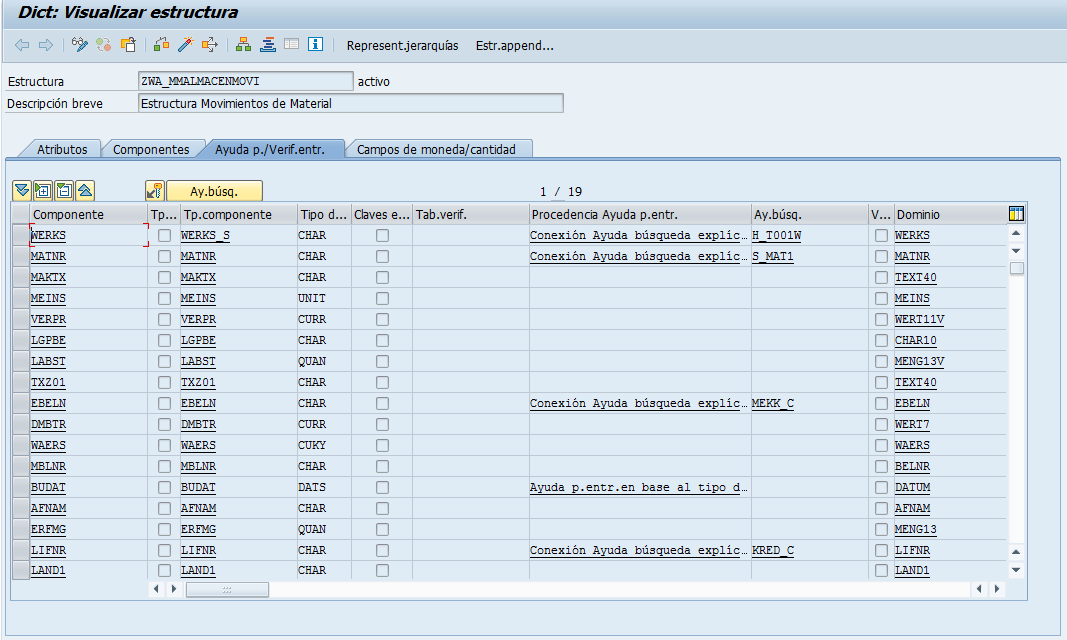 Dict: Visualizar estructura
Represent.jerarquías Estr.append...
Estructura ZWA_MMALMACENMOVI activo
Descripción breve Estructura Movimientos de Material
Atributos Componentes Ayuda p./Verif.entr. Campos de moneda/cantidad
Ay.búsq. 1 / 19
Componente Tp... Tp.componente Tipo d... Claves e... Tab.verif. Procedencia Ayuda p.entr. Ay.búsq. V... Dominio
WERKS WERKS_S CHAR Conexión Ayuda búsqueda explíc… H_T001W WERKS
MATNR MATNR CHAR Conexión Ayuda búsqueda explíc… S_MAT1 MATNR
MAKTX MAKTX CHAR TEXT40
MEINS MEINS UNIT MEINS
VERPR VERPR CURR WERT11V
LGPBE LGPBE CHAR CHAR10
LABST LABST QUAN MENG13V
TXZ01 TXZ01 CHAR TEXT40
EBELN EBELN CHAR Conexión Ayuda búsqueda explíc… MEKK_C EBELN
DMBTR DMBTR CURR WERT7
WAERS WAERS CUKY WAERS
MBLNR MBLNR CHAR BELNR
BUDAT BUDAT DATS Ayuda p.entr.en base al tipo d… DATUM
AFNAM AFNAM CHAR AFNAM
ERFMG ERFMG QUAN MENG13
LIFNR LIFNR CHAR Conexión Ayuda búsqueda explíc… KRED_C LIFNR
LAND1 LAND1 CHAR LAND1